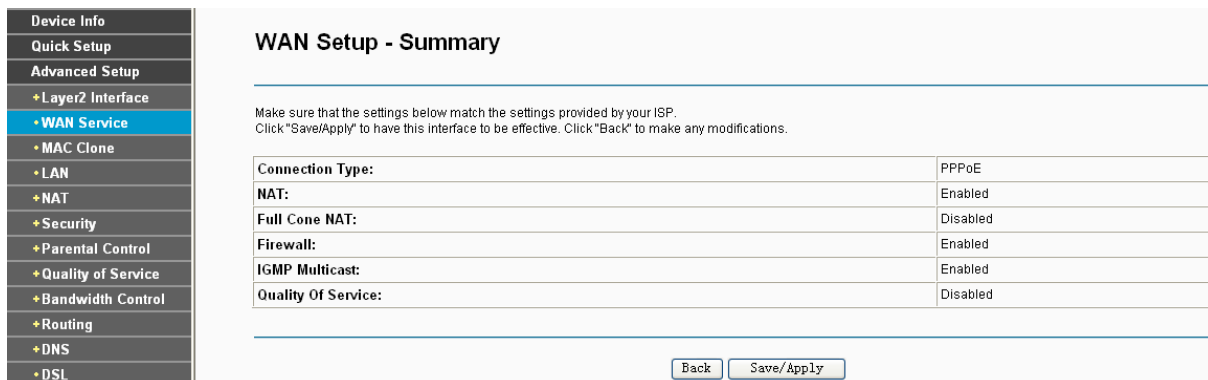 Device Info
Quick Setup
Advanced Setup
+Layer2 Interface
•WAN Service
•MAC Clone
•LAN
+NAT
+Security
+Parental Control
+Quality of Service
+Bandwidth Control
+Routing
+DNS
•DSL
WAN Setup - Summary
Make sure that the settings below match the settings provided by your ISP.
Click "Save/Apply" to have this interface to be effective. Click "Back" to make any modifications.
Connection Type: PPPoE
NAT: Enabled
Full Cone NAT: Disabled
Firewall: Enabled
IGMP Multicast: Enabled
Quality Of Service: Disabled
Back Save/Apply